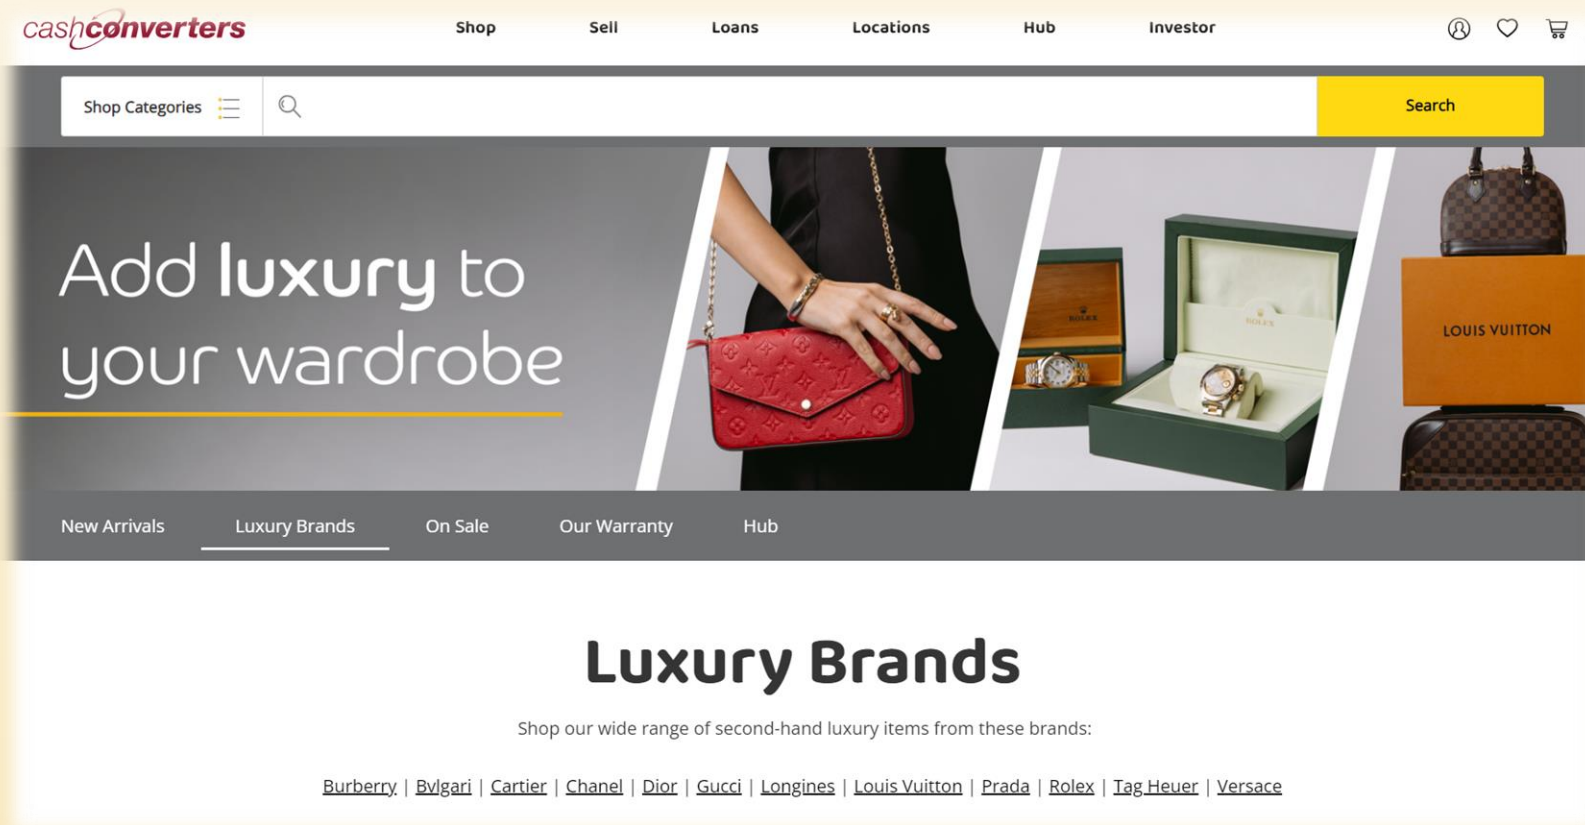 cashconverters
Shop Sell Loans Locations Hub Investor
Shop Categories Search
Add luxury to
your wardrobe
ROLEX
ROLEX
LOUIS VUITTON
New Arrivals Luxury Brands On Sale Our Warranty Hub
Luxury Brands
Shop our wide range of second-hand luxury items from these brands:
Burberry | Bvlgari | Cartier | Chanel | Dior | Gucci | Longines | Louis Vuitton | Prada | Rolex | Tag Heuer | Versace